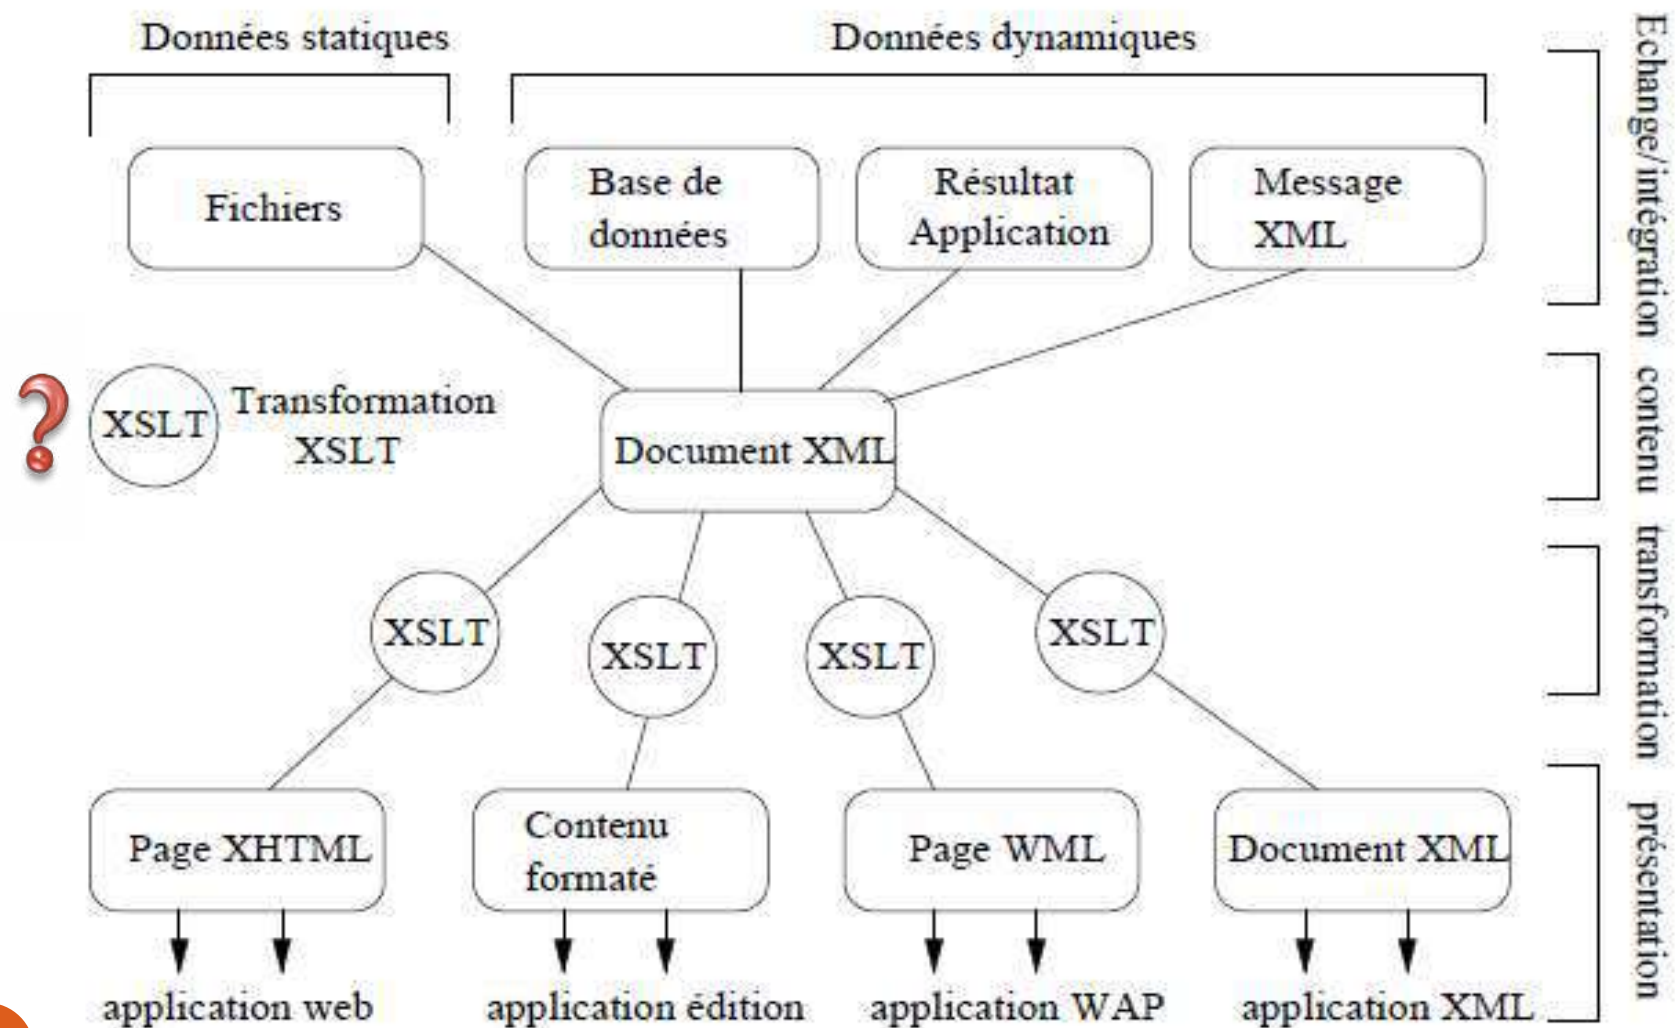 Données statiques
Données dynamiques
Fichiers
Base de
données
Résultat
Application
Message
XML
Echange/intégration
?
XSLT
Transformation
XSLT
Document XML
contenu
XSLT
XSLT
XSLT
XSLT
transformation
Page XHTML
Contenu
formaté
Page WML
Document XML
présentation
application web
application édition
application WAP
application XML